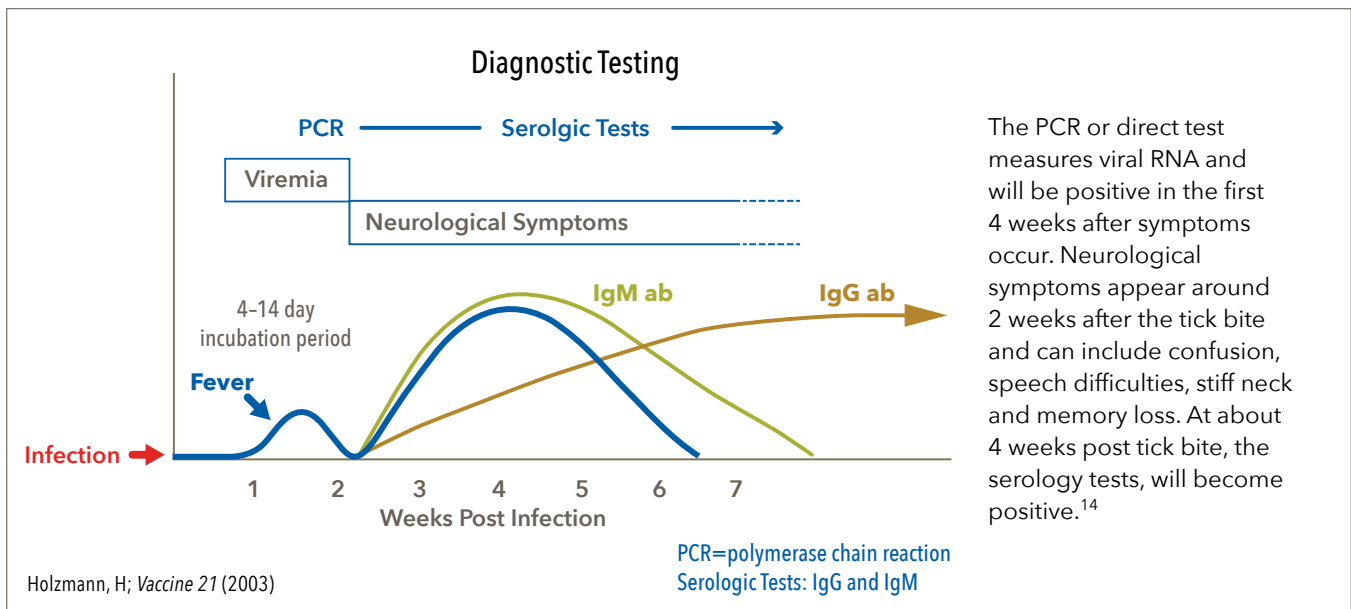 Diagnostic Testing
PCR
Serolgic Tests
Viremia
Neurological Symptoms
4–14 day
incubation period
Fever
IgM ab
IgG ab
Infection
1 2 3 4 5 6 7
Weeks Post Infection
PCR=polymerase chain reaction
Serologic Tests: IgG and IgM
Holzmann, H; Vaccine 21 (2003)
The PCR or direct test
measures viral RNA and
will be positive in the first
4 weeks after symptoms
occur. Neurological
symptoms appear around
2 weeks after the tick bite
and can include confusion,
speech difficulties, stiff neck
and memory loss. At about
4 weeks post tick bite, the
serology tests, will become
positive.14